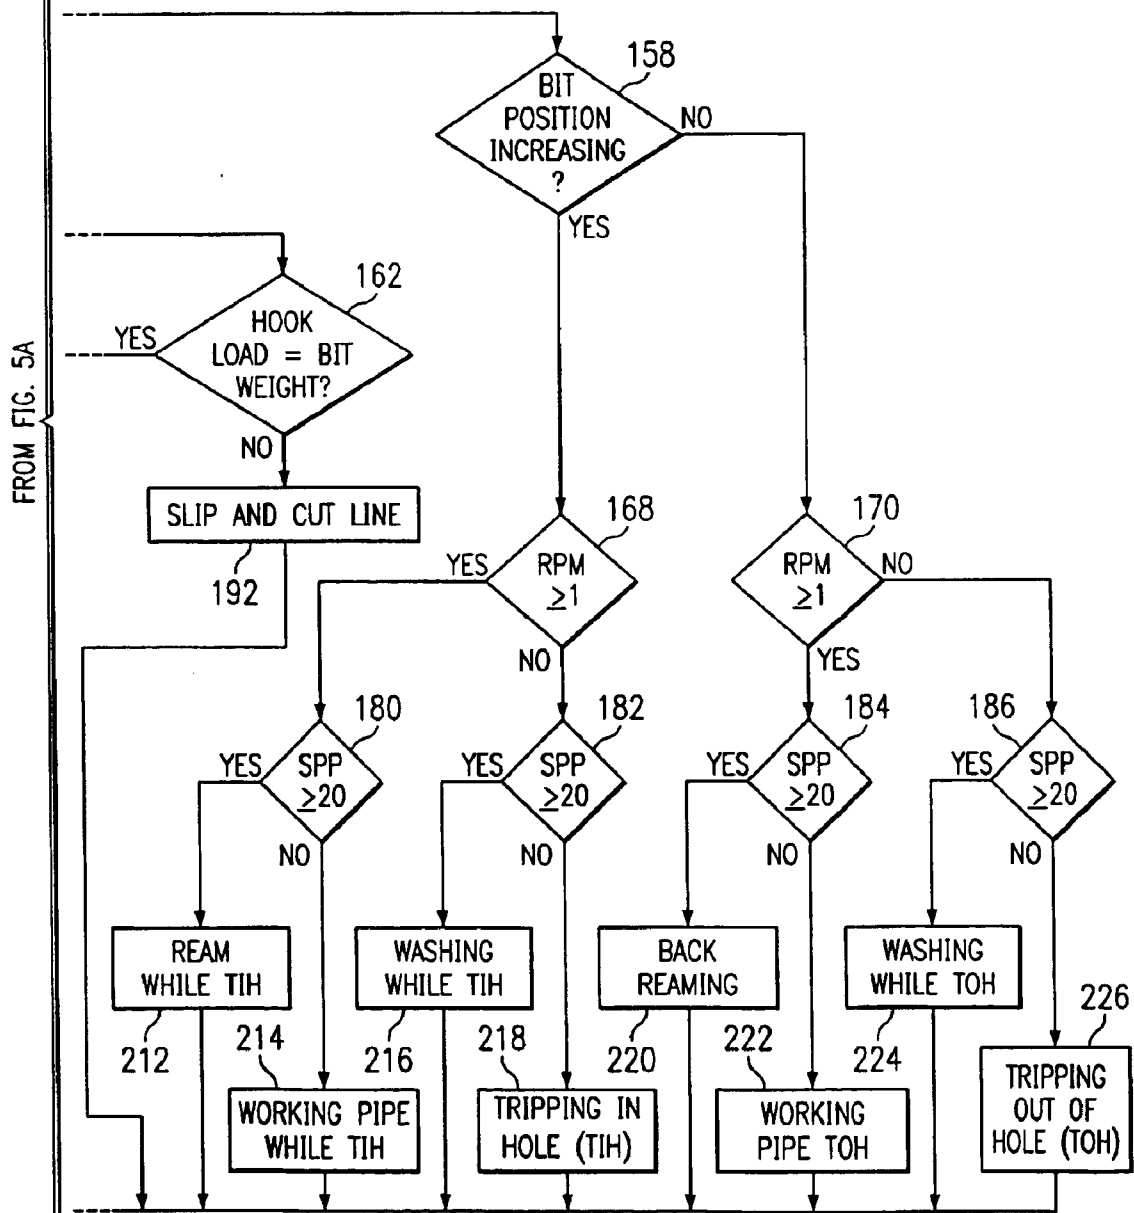 FROM FIG. 5A
158
BIT
POSITION
INCREASING
?
NO
YES
162
HOOK
LOAD = BIT
WEIGHT?
YES
NO
SLIP AND CUT LINE
192
168
RPM
≥1
YES
NO
170
RPM
≥1
NO
YES
180
SPP
≥20
YES
NO
182
SPP
≥20
YES
NO
184
SPP
≥20
YES
NO
186
SPP
≥20
YES
NO
REAM
WHILE TIH
212
214
WORKING PIPE
WHILE TIH
WASHING
WHILE TIH
216
218
TRIPPING IN
HOLE (TIH)
BACK
REAMING
220
222
WORKING
PIPE TOH
WASHING
WHILE TOH
224
226
TRIPPING
OUT OF
HOLE (TOH)